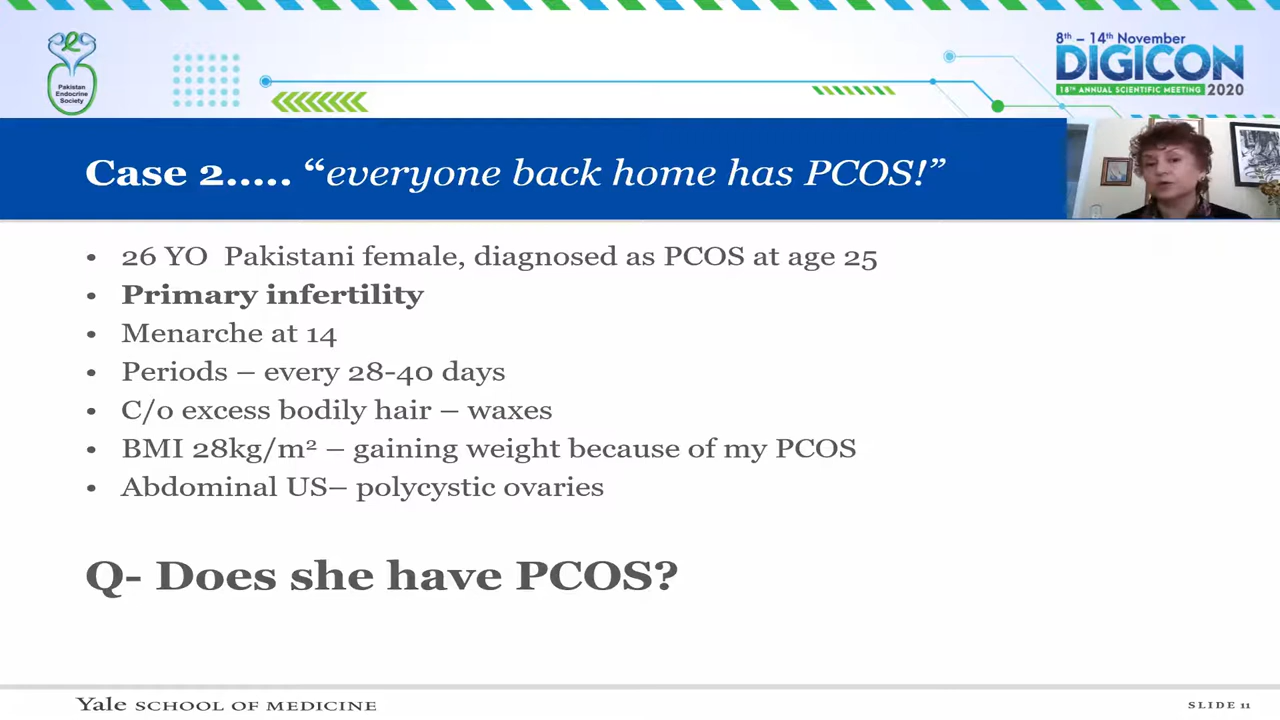 Pakistan
Endocrine
Society
8th – 14th November
DIGICON
18TH ANNUAL SCIENTIFIC MEETING 2020
Case 2..... “everyone back home has PCOS!”
• 26 YO Pakistani female, diagnosed as PCOS at age 25
• Primary infertility
• Menarche at 14
• Periods – every 28-40 days
• C/o excess bodily hair – waxes
• BMI 28kg/m² – gaining weight because of my PCOS
• Abdominal US– polycystic ovaries
Q- Does she have PCOS?
Yale SCHOOL OF MEDICINE
SLIDE 11